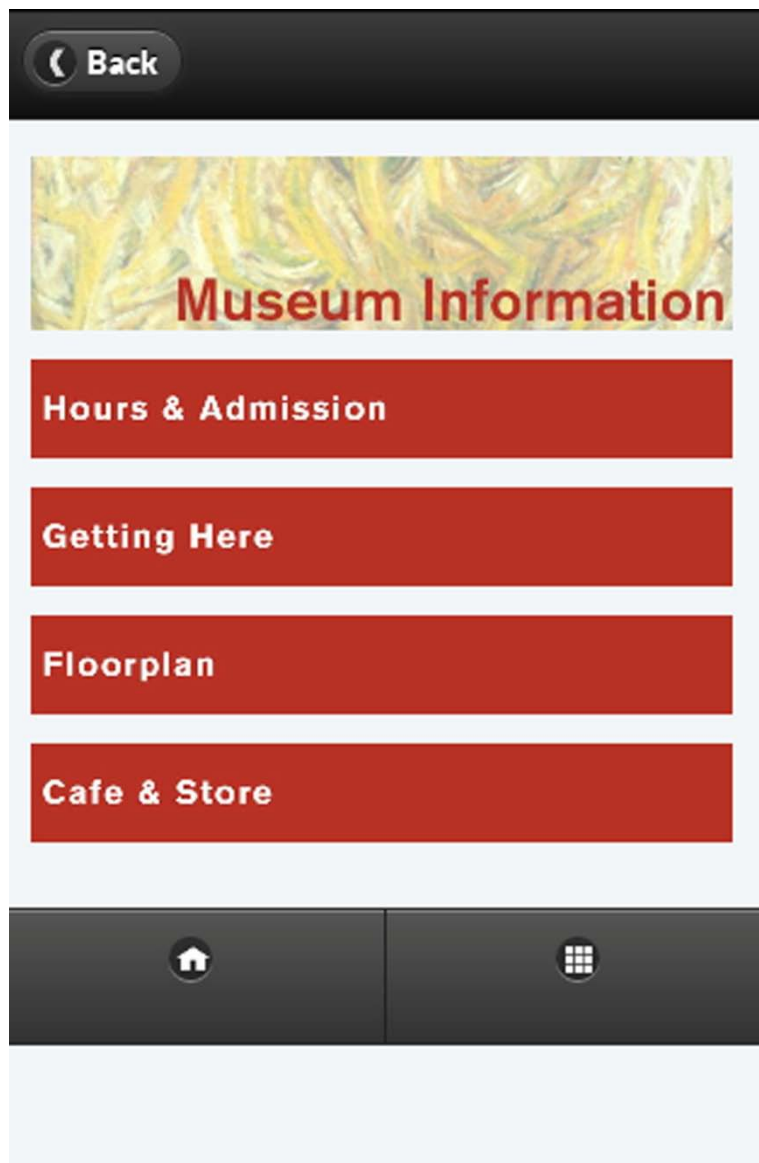 Back
Museum Information
Hours & Admission
Getting Here
Floorplan
Cafe & Store